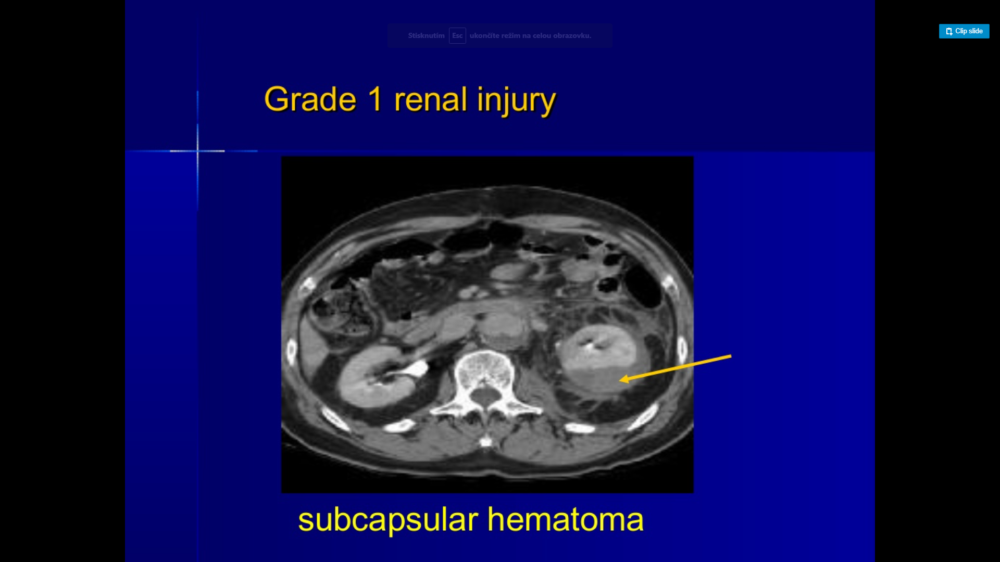 Stisknutím Esc ukončíte režim na celou obrazovku.
Clip slide
Grade 1 renal injury
subcapsular hematoma